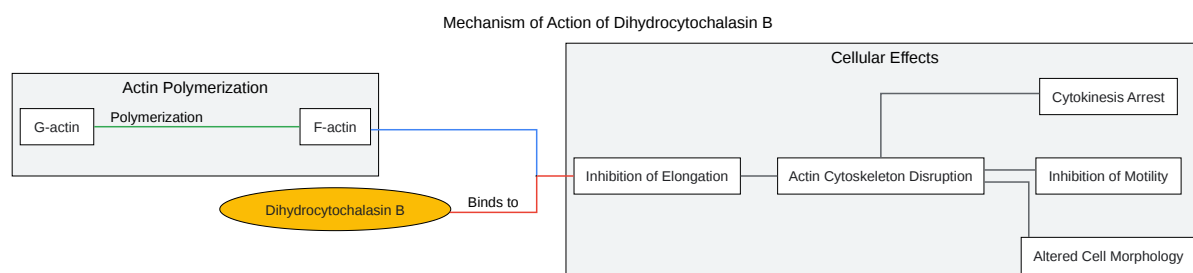 Mechanism of Action of Dihydrocytochalasin B
Actin Polymerization
G-actin
Polymerization
F-actin
Dihydrocytochalasin B
Binds to
Cellular Effects
Inhibition of Elongation
Actin Cytoskeleton Disruption
Cytokinesis Arrest
Inhibition of Motility
Altered Cell Morphology